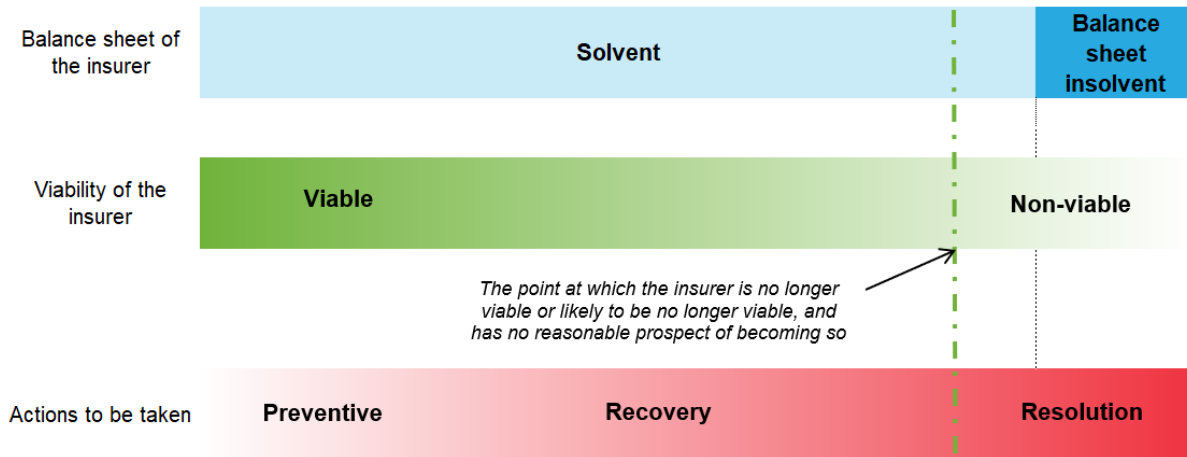 Balance sheet of
the insurer
Solvent
Balance
sheet
insolvent
Viability of the
insurer
Viable
Non-viable
The point at which the insurer is no longer
viable or likely to be no longer viable, and
has no reasonable prospect of becoming so
Actions to be taken
Preventive
Recovery
Resolution